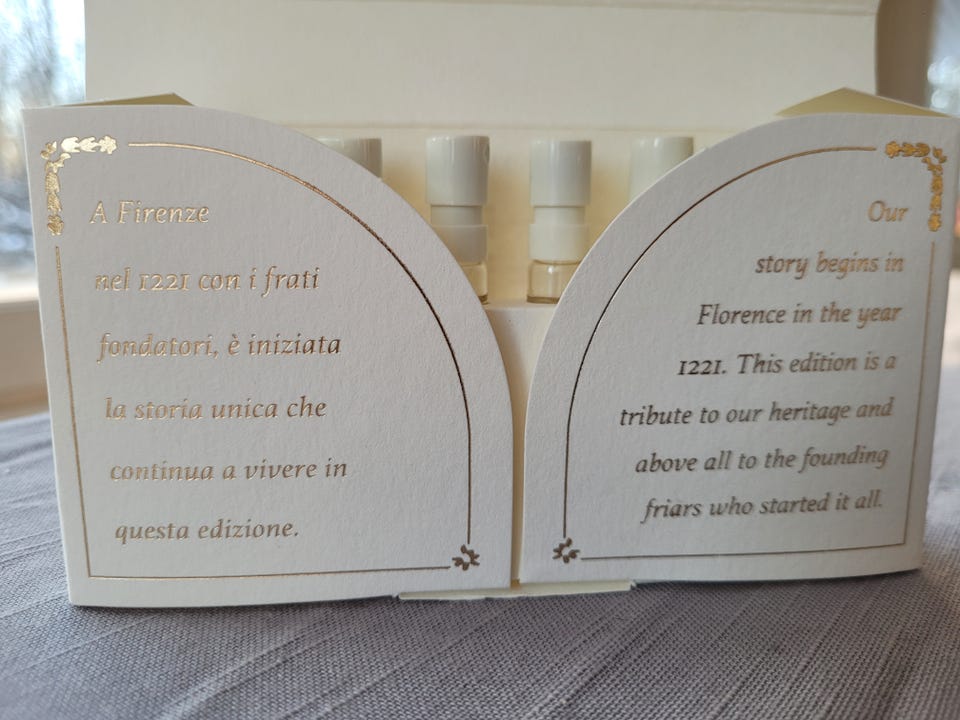 A Firenze
nel 1221 con i frati
fondatori, è iniziata
la storia unica che
continua a vivere in
questa edizione.
Our
story begins in
Florence in the year
1221. This edition is a
tribute to our heritage and
above all to the founding
friars who started it all.